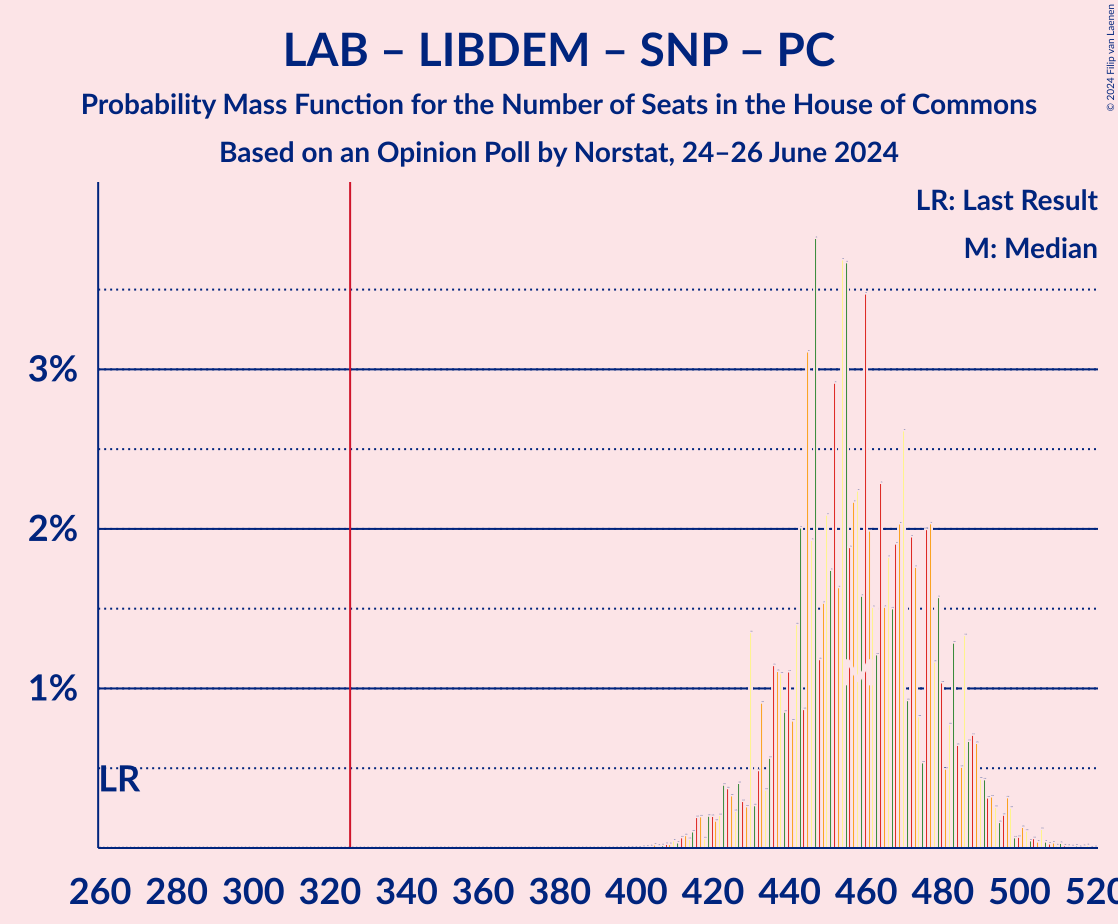 LAB – LIBDEM – SNP – PC
Probability Mass Function for the Number of Seats in the House of Commons
Based on an Opinion Poll by Norstat, 24–26 June 2024
© 2024 Filip van Laenen
LR: Last Result
M: Median
3%
2%
1%
LR
260 280 300 320 340 360 380 400 420 440 460 480 500 520